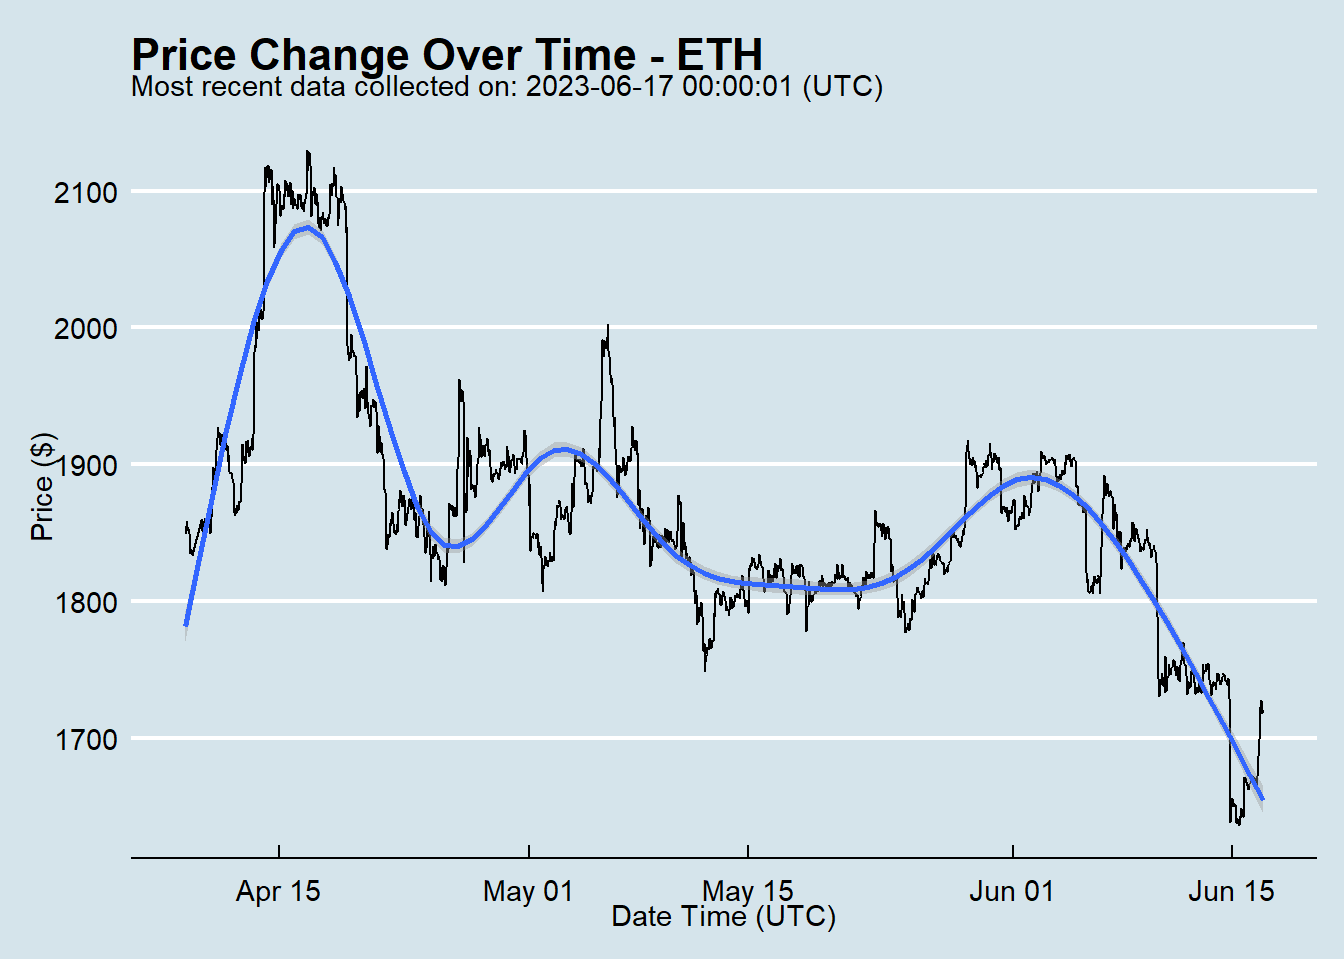 Price Change Over Time - ETH
Most recent data collected on: 2023-06-17 00:00:01 (UTC)
Price ($)
2100
2000
1900
1800
1700
Apr 15
May 01
May 15
Jun 01
Jun 15
Date Time (UTC)